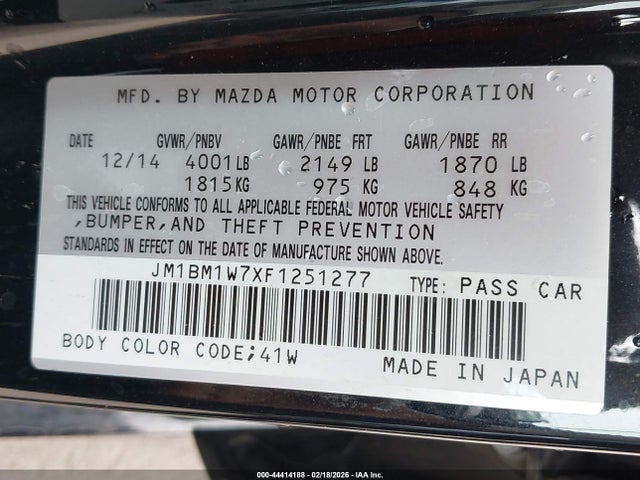 MFD. BY MAZDA MOTOR CORPORATION
DATE GVWR/PNBV GAWR/PNBE FRT GAWR/PNBE RR
12/14 4001LB 2149 LB 1870 LB
1815KG 975 KG 848 KG
THIS VEHICLE CONFORMS TO ALL APPLICABLE FEDERAL MOTOR VEHICLE SAFETY
,BUMPER,AND THEFT PREVENTION
STANDARDS IN EFFECT ON THE DATE OF MANUFACTURE SHOWN ABOVE.
JM1BM1W7XF1251277 TYPE: PASS CAR
BODY COLOR CODE;41W MADE IN JAPAN
000-44414188 - 02/18/2026 - IAA Inc.